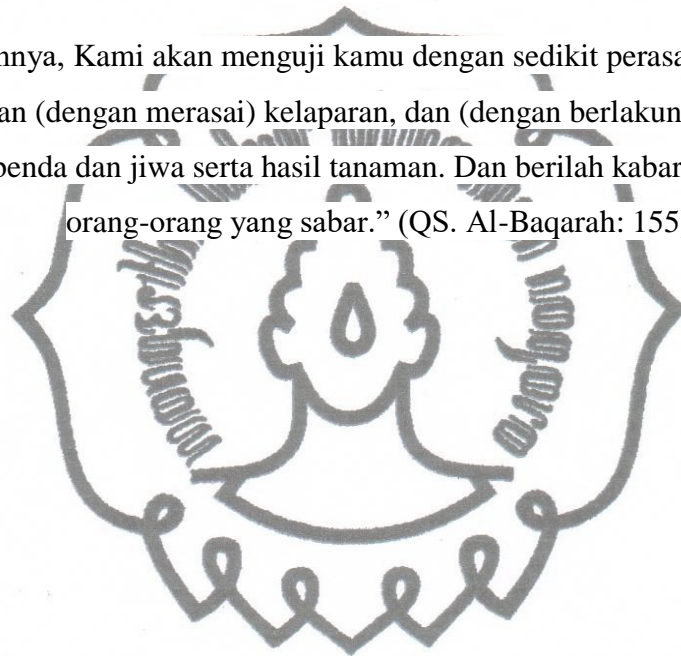 nnya, Kami akan menguji kamu dengan sedikit perasa
an (dengan merasai) kelaparan, dan (dengan berlakun
benda dan jiwa serta hasil tanaman. Dan berilah kabar
orang-orang yang sabar.” (QS. Al-Baqarah: 155